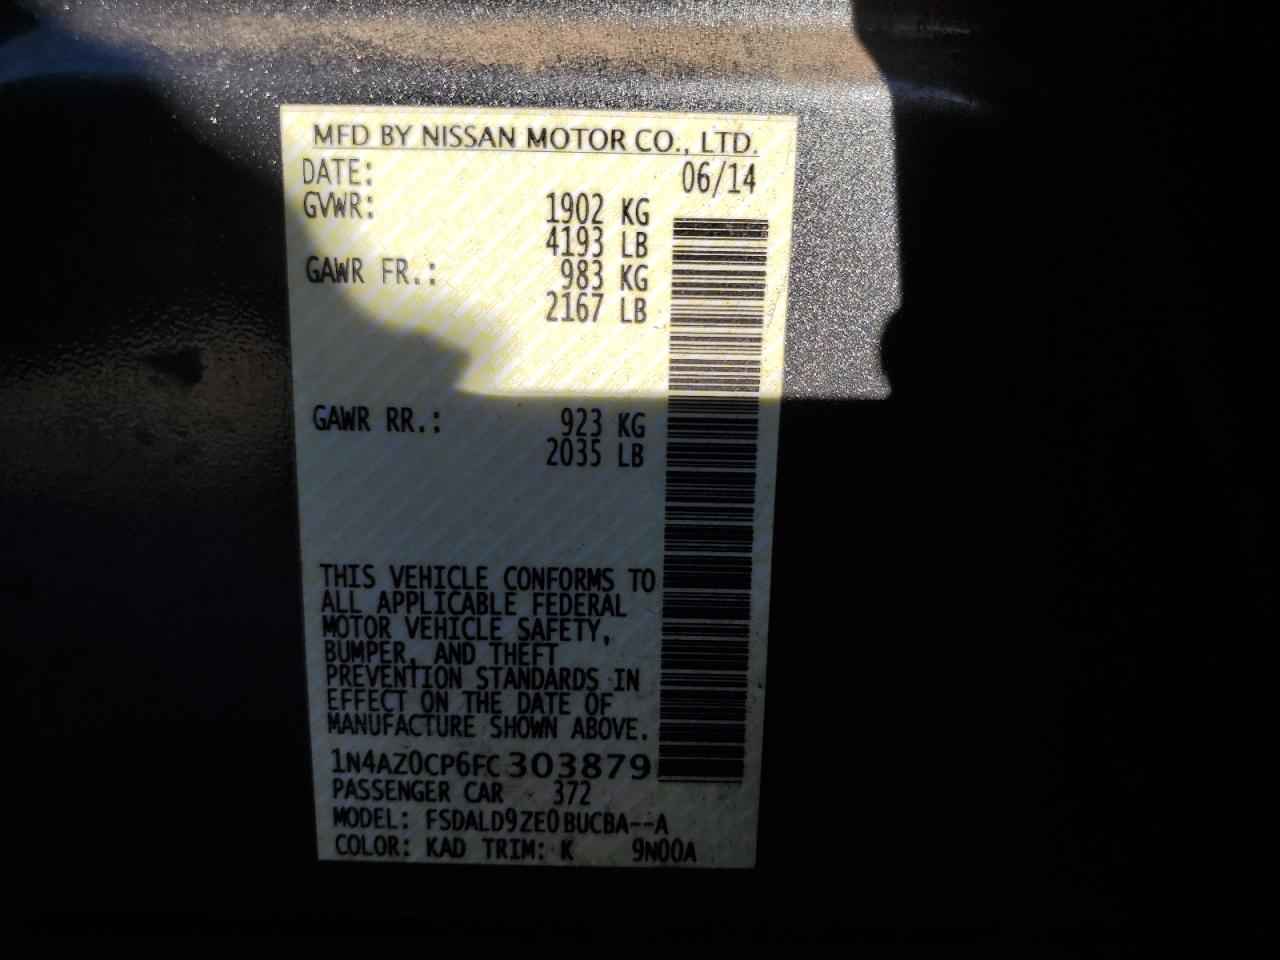 MFD BY NISSAN MOTOR CO., LTD.
DATE: 06/14
GVWR: 1902 KG
4193 LB
GAWR FR.: 983 KG
2167 LB
GAWR RR.: 923 KG
2035 LB
THIS VEHICLE CONFORMS TO
ALL APPLICABLE FEDERAL
MOTOR VEHICLE SAFETY,
BUMPER, AND THEFT
PREVENTION STANDARDS IN
EFFECT ON THE DATE OF
MANUFACTURE SHOWN ABOVE.
1N4AZ0CP6FC303879
PASSENGER CAR 372
MODEL: FSDALD9ZE0BUCBA--A
COLOR: KAD TRIM: K 9N00A